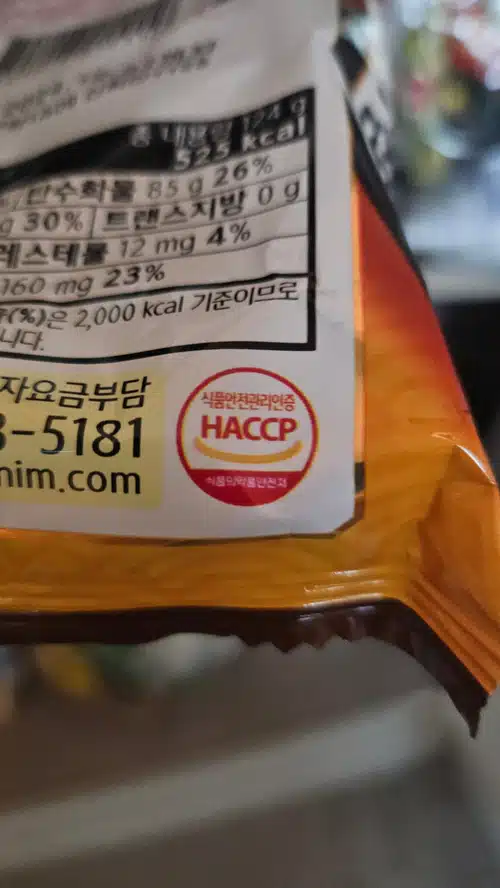 총 내용량 124 g
525 kcal
탄수화물 85 g 26%
g 30% 트랜스지방 0 g
레스테롤 12 mg 4%
160 mg 23%
(%)은 2,000 kcal 기준이므로
니다.
자요금부담
3-5181
nim.com
식품안전관리인증
HACCP
식품의약품안전처